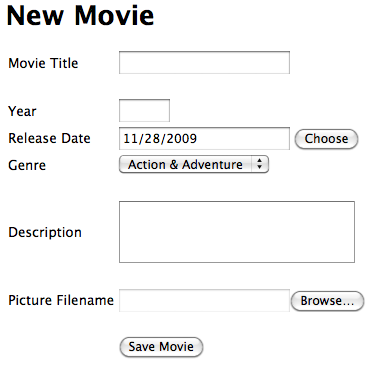 New Movie
Movie Title
Year
Release Date 11/28/2009 Choose
Genre Action & Adventure
Description
Picture Filename Browse...
Save Movie